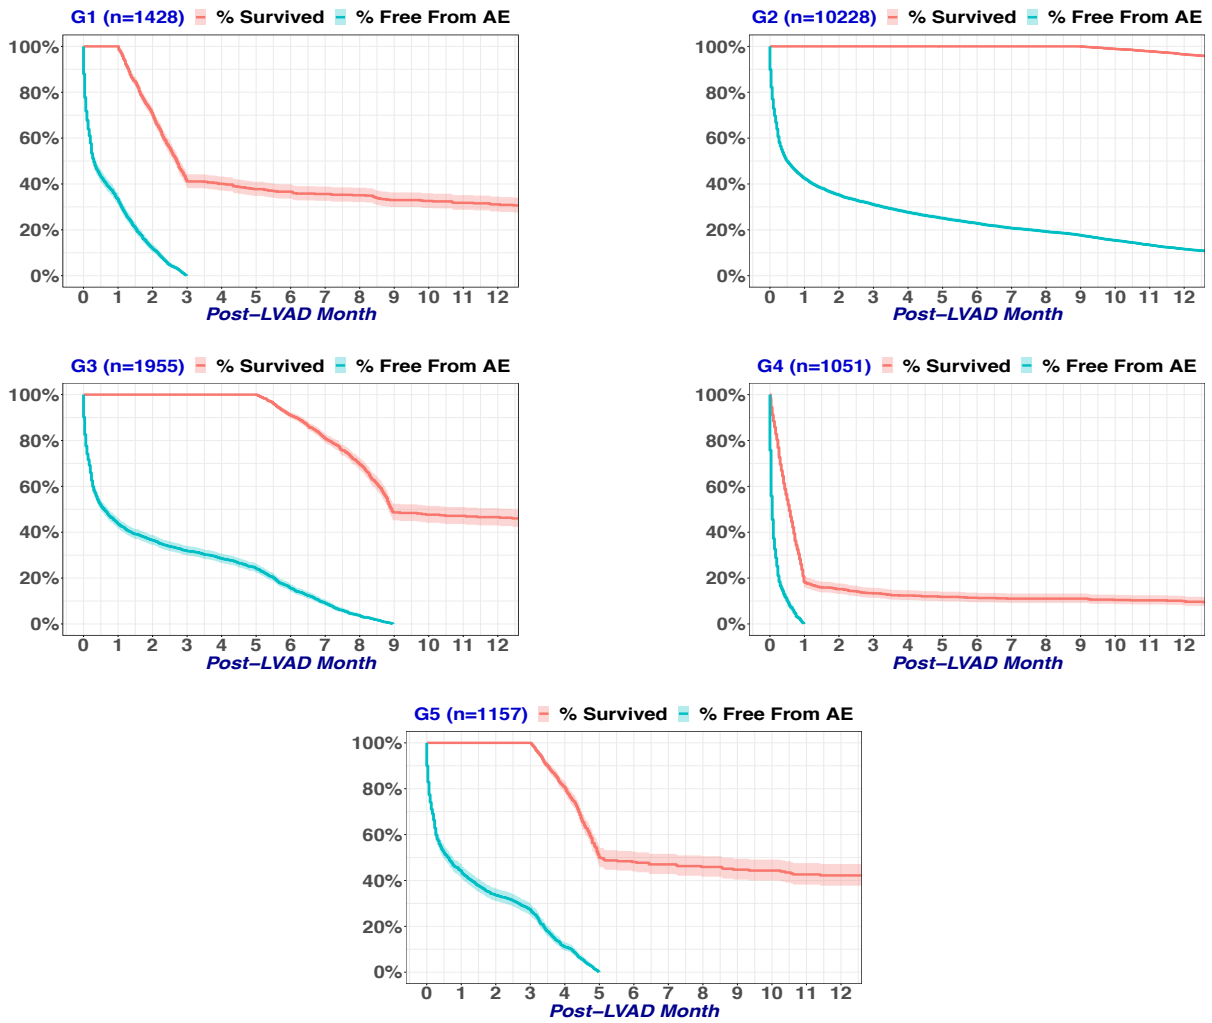 G1 (n=1428) % Survived % Free From AE
100%
80%
60%
40%
20%
0%
0 1 2 3 4 5 6 7 8 9 10 11 12
Post-LVAD Month
G2 (n=10228) % Survived % Free From AE
100%
80%
60%
40%
20%
0%
0 1 2 3 4 5 6 7 8 9 10 11 12
Post-LVAD Month
G3 (n=1955) % Survived % Free From AE
100%
80%
60%
40%
20%
0%
0 1 2 3 4 5 6 7 8 9 10 11 12
Post-LVAD Month
G4 (n=1051) % Survived % Free From AE
100%
80%
60%
40%
20%
0%
0 1 2 3 4 5 6 7 8 9 10 11 12
Post-LVAD Month
G5 (n=1157) % Survived % Free From AE
100%
80%
60%
40%
20%
0%
0 1 2 3 4 5 6 7 8 9 10 11 12
Post-LVAD Month